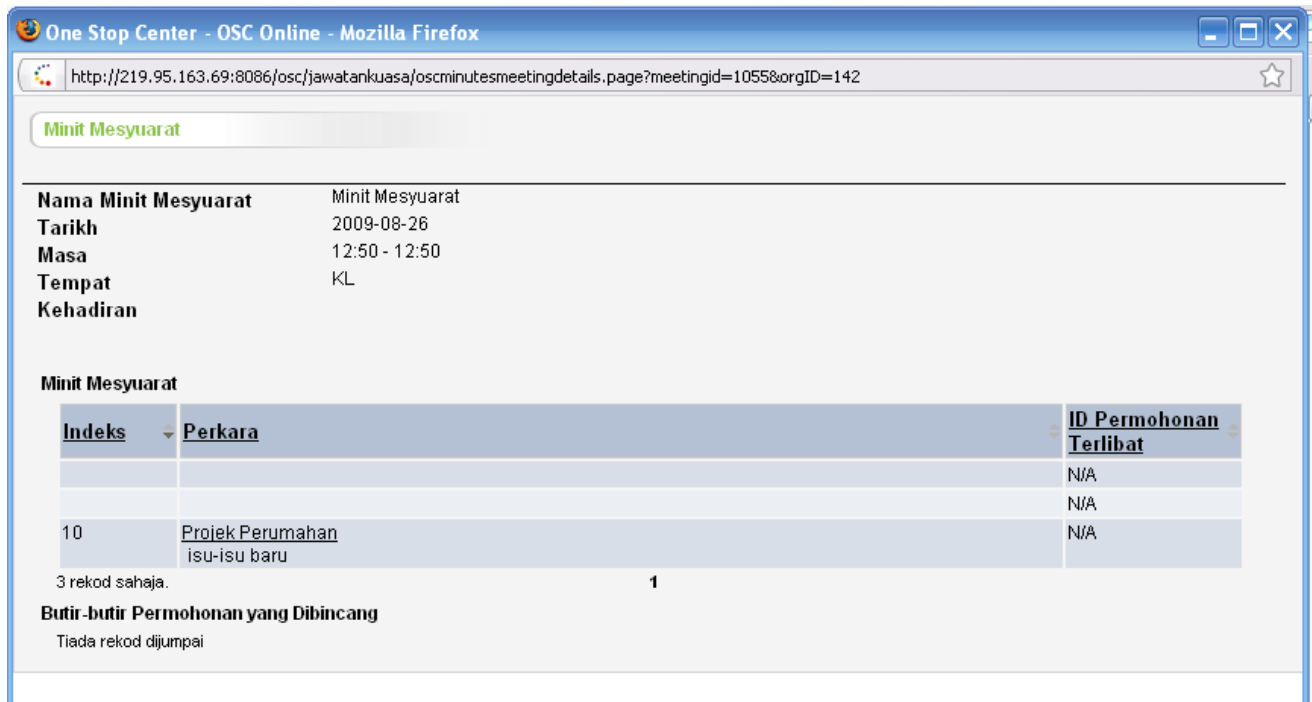 One Stop Center - OSC Online - Mozilla Firefox
http://219.95.163.69:8086/osc/jawatankuasa/oscminutesmeetingdetails.page?meetingid=1055&orgID=142
Minit Mesyuarat
Nama Minit Mesyuarat Minit Mesyuarat
Tarikh 2009-08-26
Masa 12:50 - 12:50
Tempat KL
Kehadiran
Minit Mesyuarat
Indeks Perkara ID Permohonan
Terlibat
N/A
N/A
10 Projek Perumahan N/A
isu-isu baru
3 rekod sahaja. 1
Butir-butir Permohonan yang Dibincang
Tiada rekod dijumpai